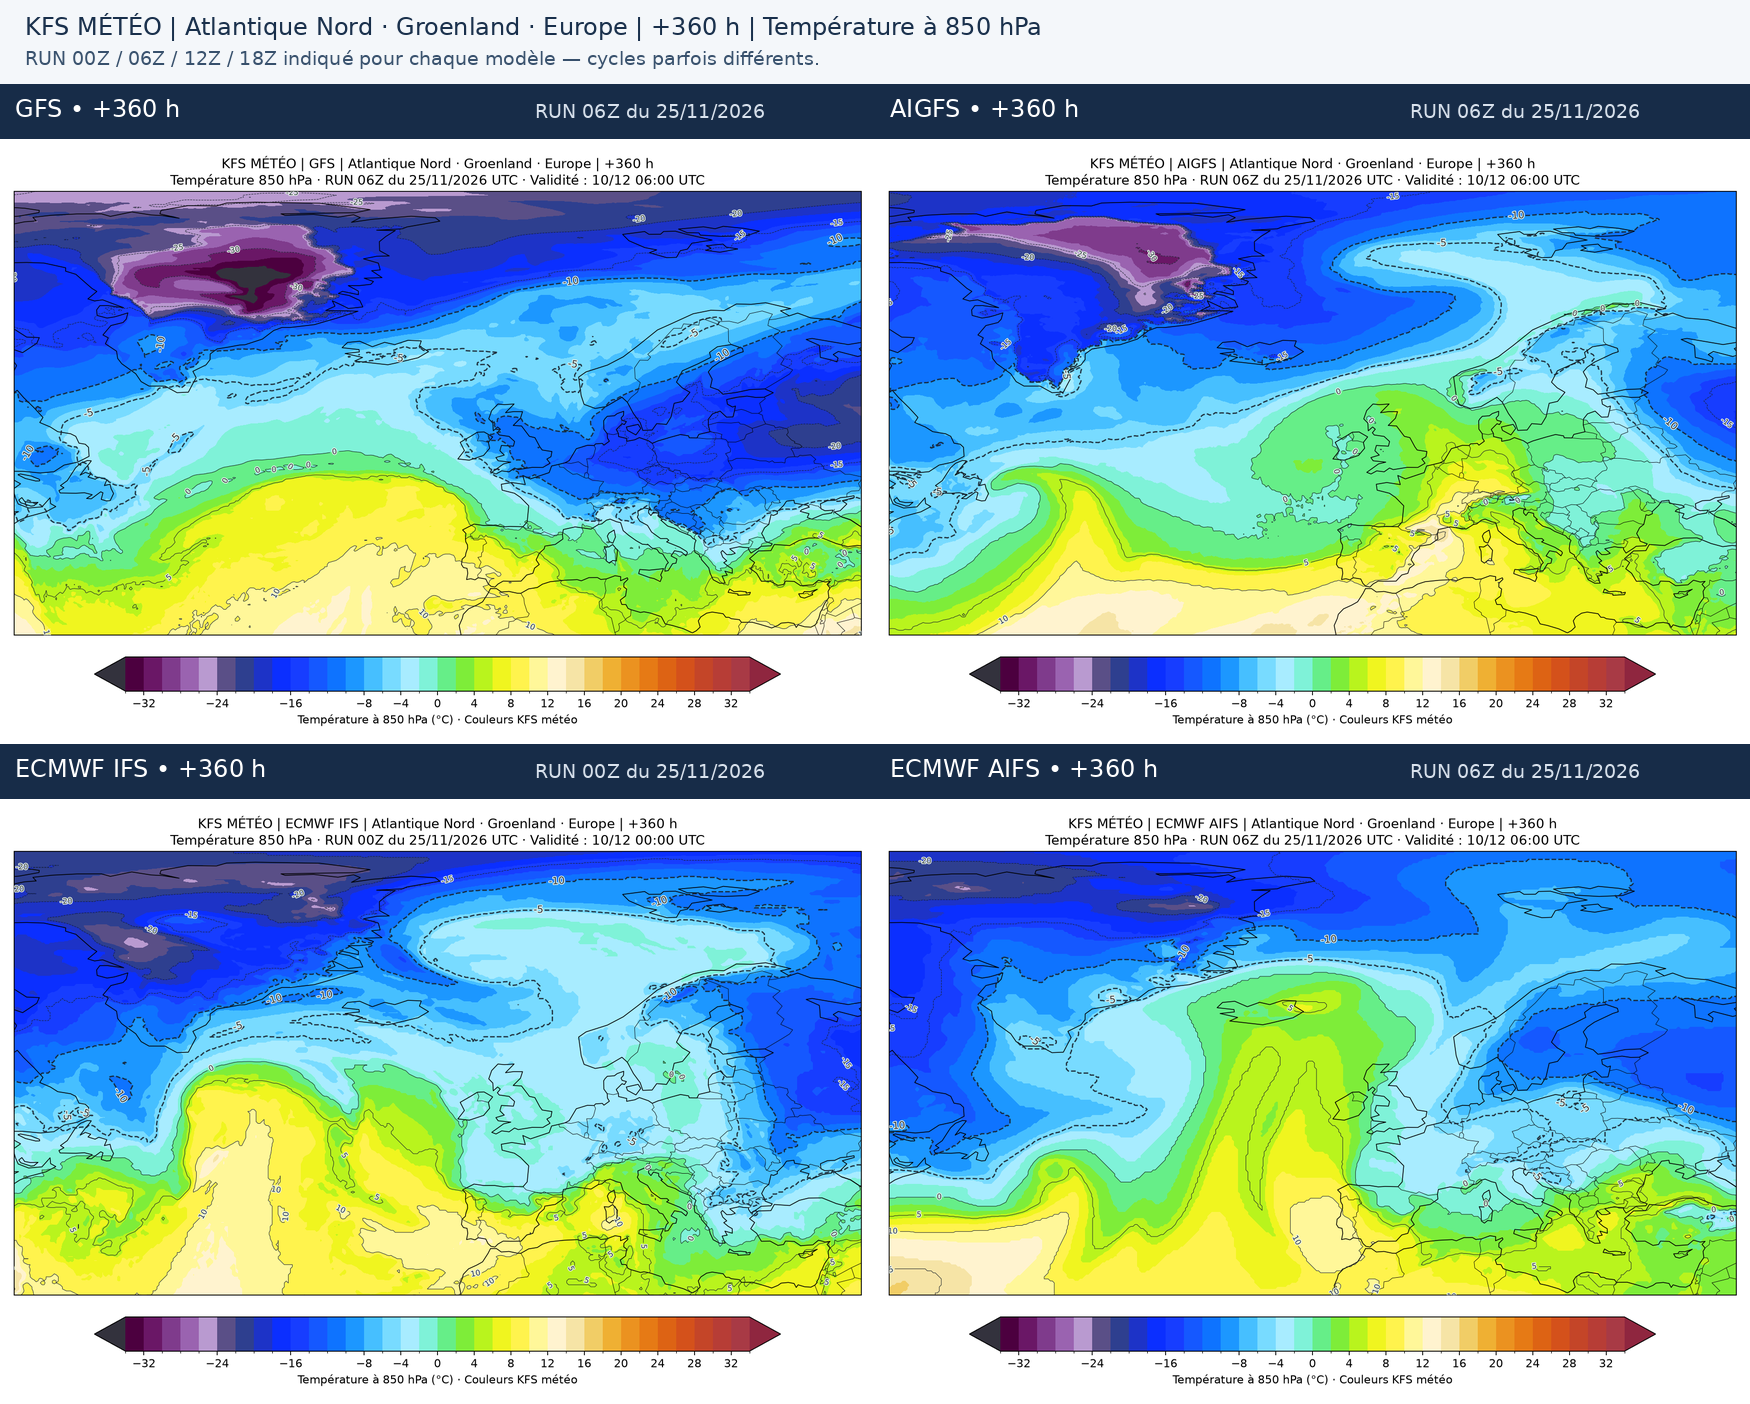 KFS MÉTÉO | Atlantique Nord · Groenland · Europe | +360 h | Température à 850 hPa
RUN 00Z / 06Z / 12Z / 18Z indiqué pour chaque modèle — cycles parfois différents.
GFS • +360 h
RUN 06Z du 25/11/2026
AIGFS • +360 h
RUN 06Z du 25/11/2026
KFS MÉTÉO | GFS | Atlantique Nord · Groenland · Europe | +360 h
Température 850 hPa · RUN 06Z du 25/11/2026 UTC · Validité : 10/12 06:00 UTC
KFS MÉTÉO | AIGFS | Atlantique Nord · Groenland · Europe | +360 h
Température 850 hPa · RUN 06Z du 25/11/2026 UTC · Validité : 10/12 06:00 UTC
−32 −24 −16 −8 −4 0 4 8 12 16 20 24 28 32
Température à 850 hPa (°C) · Couleurs KFS météo
−32 −24 −16 −8 −4 0 4 8 12 16 20 24 28 32
Température à 850 hPa (°C) · Couleurs KFS météo
ECMWF IFS • +360 h
RUN 00Z du 25/11/2026
ECMWF AIFS • +360 h
RUN 06Z du 25/11/2026
KFS MÉTÉO | ECMWF IFS | Atlantique Nord · Groenland · Europe | +360 h
Température 850 hPa · RUN 00Z du 25/11/2026 UTC · Validité : 10/12 00:00 UTC
KFS MÉTÉO | ECMWF AIFS | Atlantique Nord · Groenland · Europe | +360 h
Température 850 hPa · RUN 06Z du 25/11/2026 UTC · Validité : 10/12 06:00 UTC
−32 −24 −16 −8 −4 0 4 8 12 16 20 24 28 32
Température à 850 hPa (°C) · Couleurs KFS météo
−32 −24 −16 −8 −4 0 4 8 12 16 20 24 28 32
Température à 850 hPa (°C) · Couleurs KFS météo